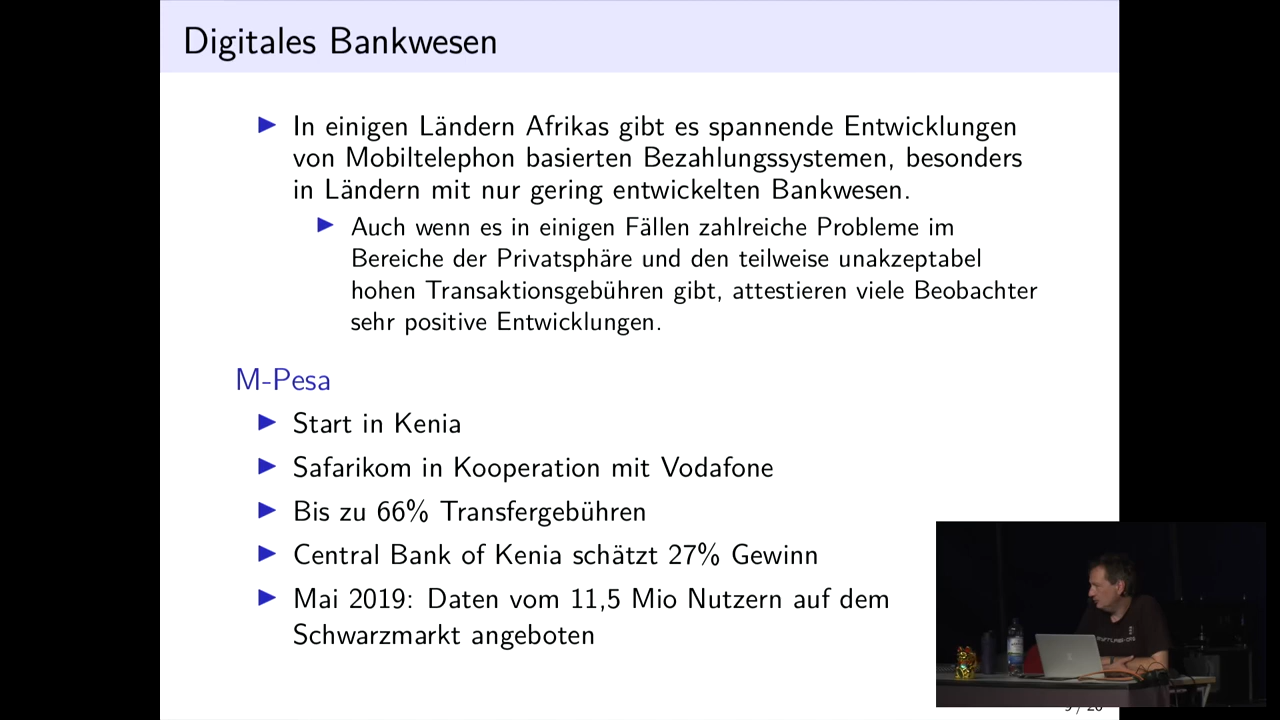 Digitales Bankwesen
In einigen Ländern Afrikas gibt es spannende Entwicklungen
von Mobiltelephon basierten Bezahlungssystemen, besonders
in Ländern mit nur gering entwickelten Bankwesen.
Auch wenn es in einigen Fällen zahlreiche Probleme im
Bereiche der Privatsphäre und den teilweise unakzeptabel
hohen Transaktionsgebühren gibt, attestieren viele Beobachter
sehr positive Entwicklungen.
M-Pesa
Start in Kenia
Safarikom in Kooperation mit Vodafone
Bis zu 66% Transfergebühren
Central Bank of Kenia schätzt 27% Gewinn
Mai 2019: Daten vom 11,5 Mio Nutzern auf dem
Schwarzmarkt angeboten